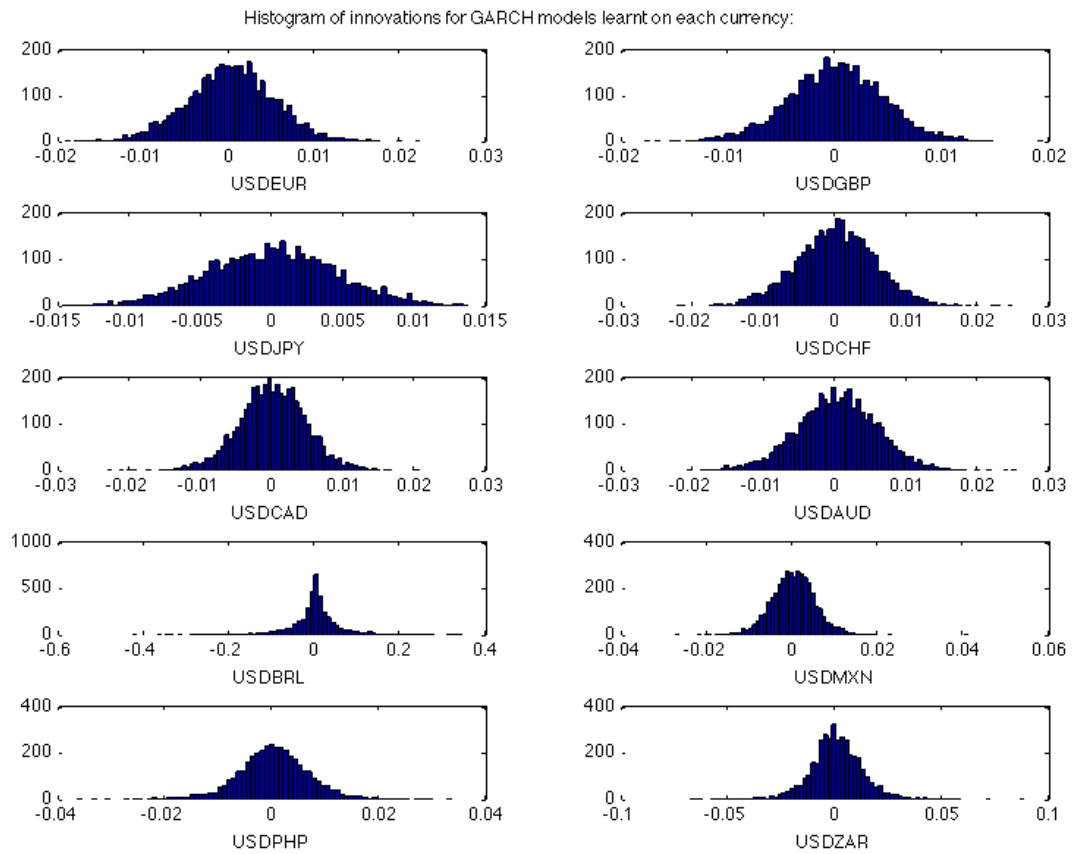 Histogram of innovations for GARCH models learnt on each currency:
200
100
0
-0.02 -0.01 0 0.01 0.02 0.03
USDEUR
200
100
0
-0.01 0 0.01 0.02
USDGBP
200
100
0
-0.015 -0.01 -0.005 0 0.005 0.01 0.015
USDJPY
200
100
0
-0.03 -0.02 -0.01 0 0.01 0.02 0.03
USDCHF
200
100
0
-0.03 -0.02 -0.01 0 0.01 0.02 0.03
USDCAD
200
100
0
-0.03 -0.02 -0.01 0 0.01 0.02 0.03
USDAUD
1000
500
0
-0.6 -0.4 -0.2 0 0.2 0.4
USDBRL
400
200
0
-0.04 -0.02 0 0.02 0.04 0.06
USDMXN
400
200
0
-0.04 -0.02 0 0.02 0.04
USDPHP
400
200
0
-0.1 -0.05 0 0.05 0.1
USDZAR